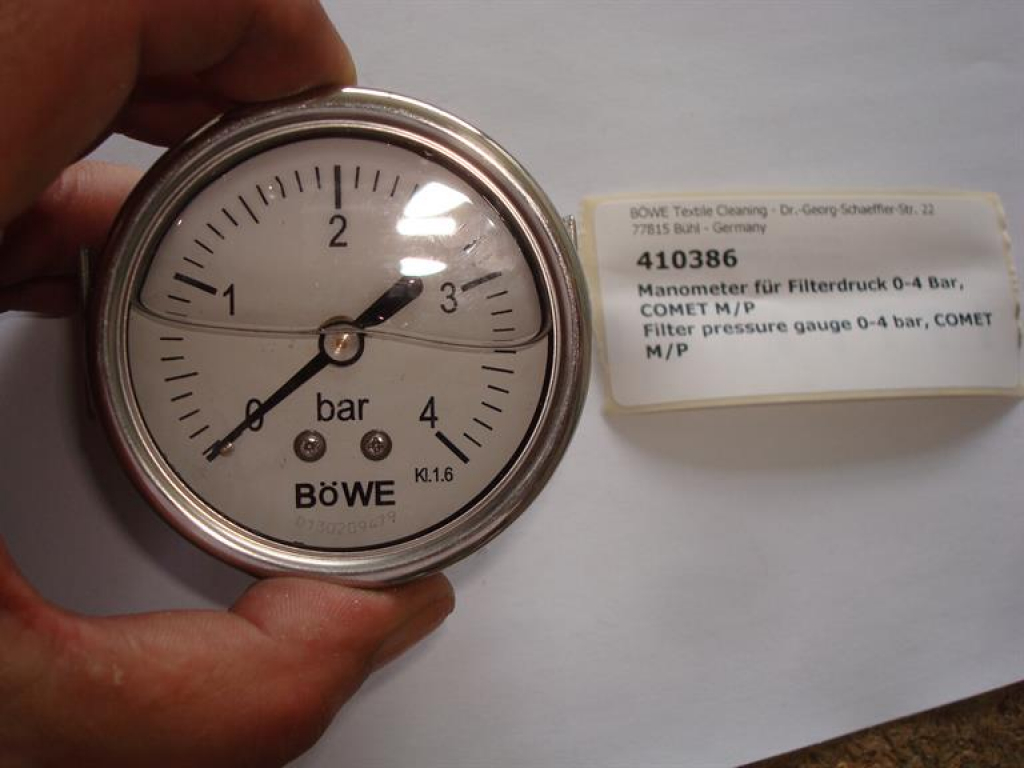 2
1
3
0
bar
4
Kl.1.6
BöWE
BÖWE Textile Cleaning - Dr.-Georg-Schaeffler-Str. 22
77815 Bühl - Germany
410386
Manometer für Filterdruck 0-4 Bar,
COMET M/P
Filter pressure gauge 0-4 bar, COMET
M/P